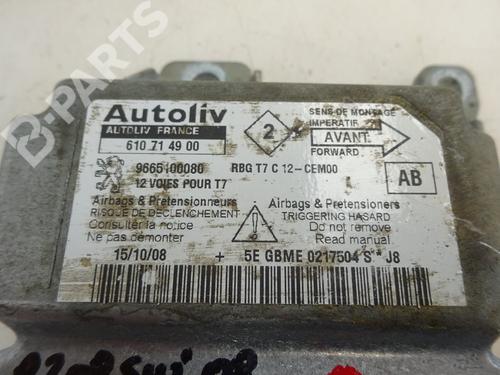 B-PARTS
Autoliv
AUTOLIV FRANCE
610 71 49 00
2
SENS DE MONTAGE
IMPERATIF
AVANT
FORWARD
9665100080
RBG T7 C 12-CEM00
12 VOIES POUR T7
AB
Airbags & Pretensionneurs
RISQUE DE DECLENCHEMENT
Consulter la notice
Ne pas démonter
Airbags & Pretensioners
TRIGGERING HASARD
Do not remove
Read manual
15/10/08 + 5E GBME 0217504 S * J8